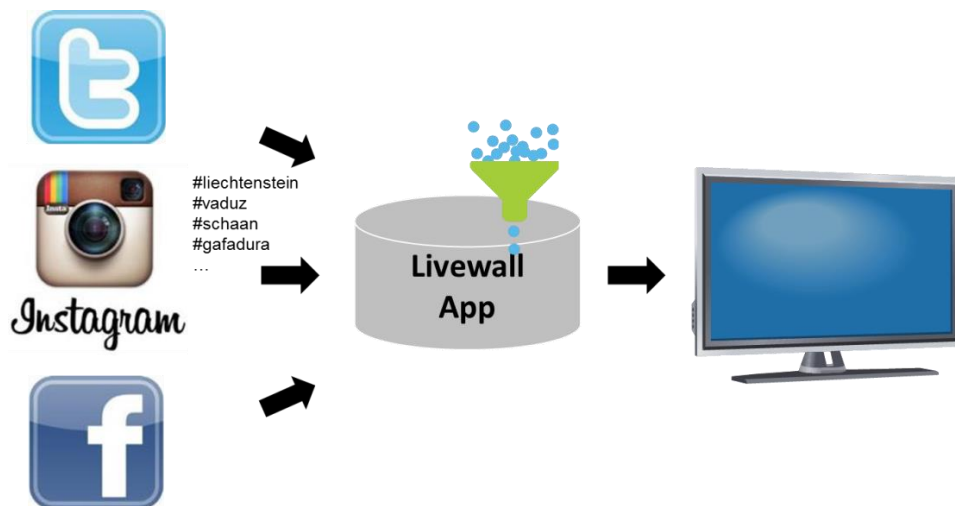 t
Insta
Instagram
#liechtenstein
#vaduz
#schaan
#gafadura
…
Livewall
App
f